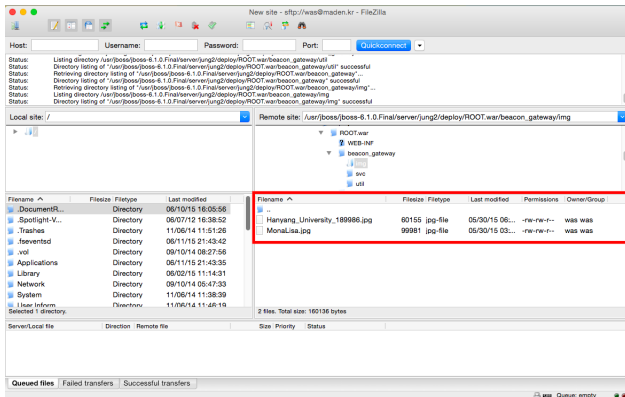 New site - sftp://was@maden.kr - FileZilla
Host: Username: Password: Port: Quickconnect
Status: Listing directory /usr/jboss/jboss-6.1.0.Final/server/jung2/deploy/ROOT.war/beacon_gateway/util
Status: Directory listing of "/usr/jboss/jboss-6.1.0.Final/server/jung2/deploy/ROOT.war/beacon_gateway/util" successful
Status: Retrieving directory listing of "/usr/jboss/jboss-6.1.0.Final/server/jung2/deploy/ROOT.war/beacon_gateway"...
Status: Directory listing of "/usr/jboss/jboss-6.1.0.Final/server/jung2/deploy/ROOT.war/beacon_gateway" successful
Status: Retrieving directory listing of "/usr/jboss/jboss-6.1.0.Final/server/jung2/deploy/ROOT.war/beacon_gateway/img"...
Status: Listing directory /usr/jboss/jboss-6.1.0.Final/server/jung2/deploy/ROOT.war/beacon_gateway/img
Status: Directory listing of "/usr/jboss/jboss-6.1.0.Final/server/jung2/deploy/ROOT.war/beacon_gateway/img" successful
Local site: /
Remote site: /usr/jboss/jboss-6.1.0.Final/server/jung2/deploy/ROOT.war/beacon_gateway/img
/
ROOT.war
? WEB-INF
beacon_gateway
img
svc
util
Filename Filesize Filetype Last modified
.DocumentR... Directory 06/10/15 16:05:56
.Spotlight-V... Directory 06/07/12 16:38:52
.Trashes Directory 11/06/14 11:51:26
.fseventsd Directory 06/11/15 21:43:42
.vol Directory 09/10/14 08:27:56
Applications Directory 06/11/15 21:43:35
Library Directory 06/02/15 11:14:31
Network Directory 09/10/14 05:47:33
System Directory 11/06/14 11:38:39
User Inform Directory 11/06/14 11:46:19
Selected 1 directory.
Filename Filesize Filetype Last modified Permissions Owner/Group
..
Hanyang_University_189986.jpg 60155 jpg-file 05/30/15 06:... -rw-rw-r-- was was
MonaLisa.jpg 99981 jpg-file 05/30/15 03:... -rw-rw-r-- was was
2 files. Total size: 160136 bytes
Server/Local file Direction Remote file Size Priority Status
Queued files Failed transfers Successful transfers
Queue: empty